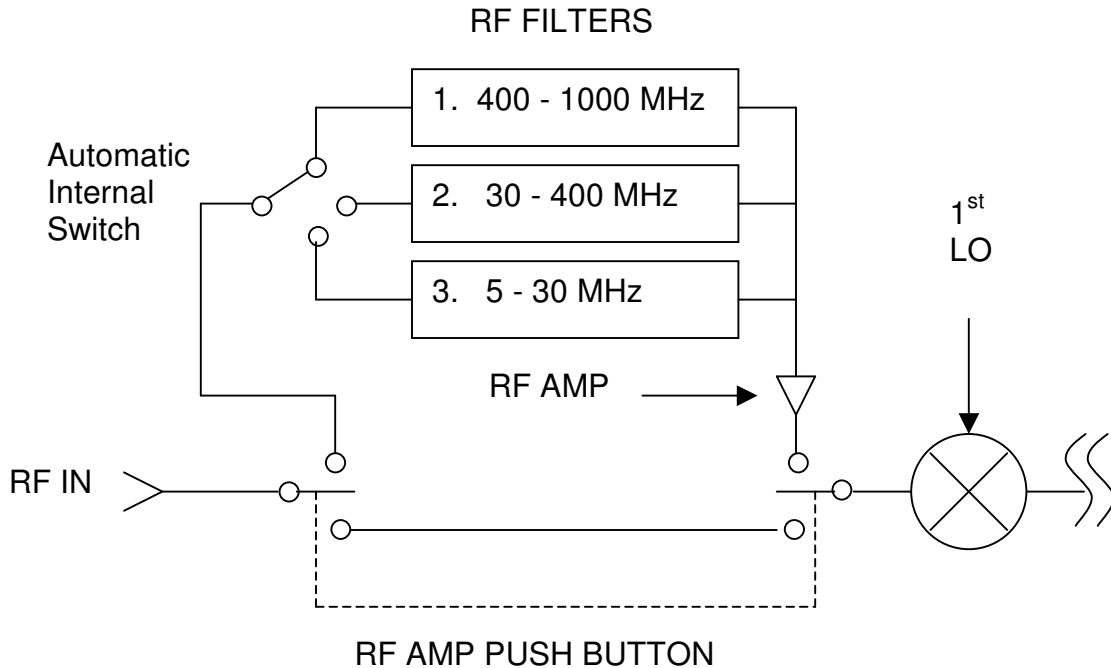 RF FILTERS
1. 400 - 1000 MHz
Automatic
Internal
Switch
2. 30 - 400 MHz
1st
LO
3. 5 - 30 MHz
RF AMP
RF IN
RF AMP PUSH BUTTON